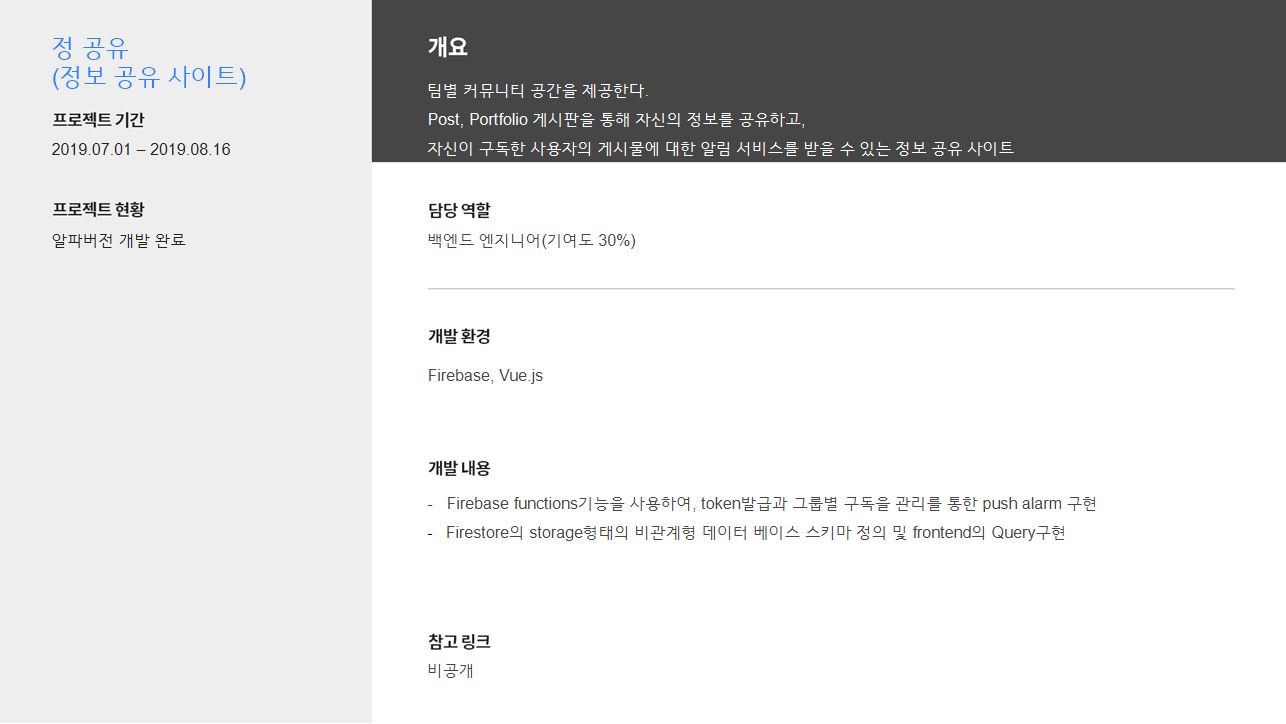 정 공유
(정보 공유 사이트)
프로젝트 기간
2019.07.01 – 2019.08.16
프로젝트 현황
알파버전 개발 완료
개요
팀별 커뮤니티 공간을 제공한다.
Post, Portfolio 게시판을 통해 자신의 정보를 공유하고,
자신이 구독한 사용자의 게시물에 대한 알림 서비스를 받을 수 있는 정보 공유 사이트
담당 역할
백엔드 엔지니어(기여도 30%)
개발 환경
Firebase, Vue.js
개발 내용
- Firebase functions기능을 사용하여, token발급과 그룹별 구독을 관리를 통한 push alarm 구현
- Firestore의 storage형태의 비관계형 데이터 베이스 스키마 정의 및 frontend의 Query구현
참고 링크
비공개